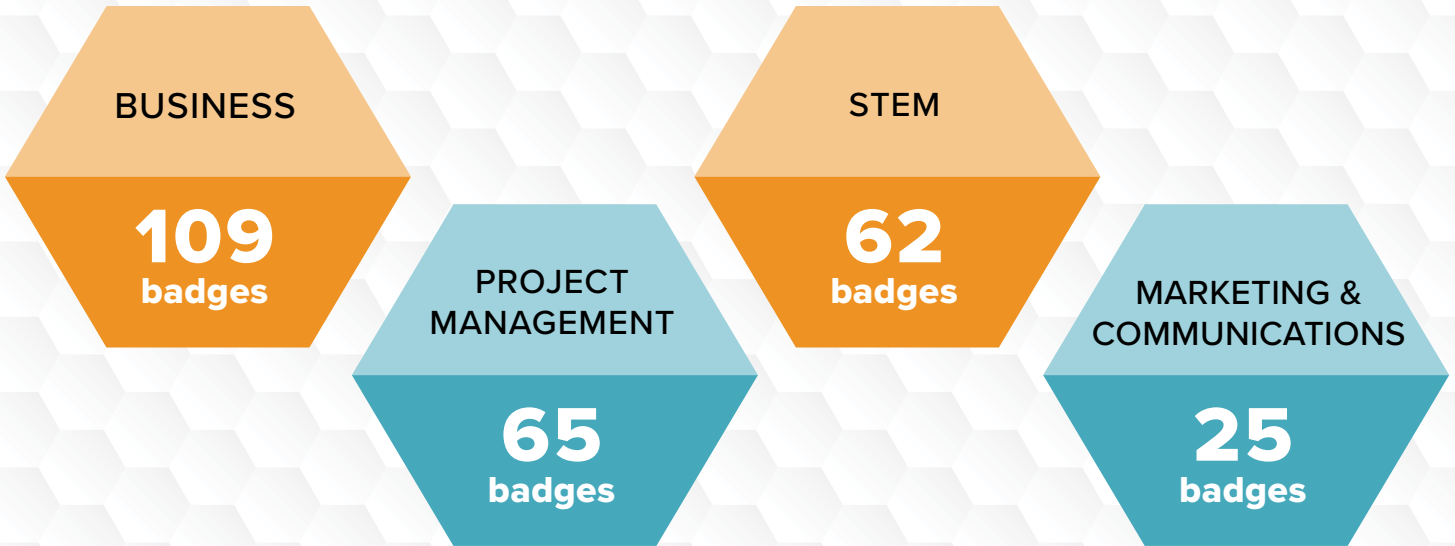 BUSINESS
109
badges
PROJECT
MANAGEMENT
65
badges
STEM
62
badges
MARKETING &
COMMUNICATIONS
25
badges